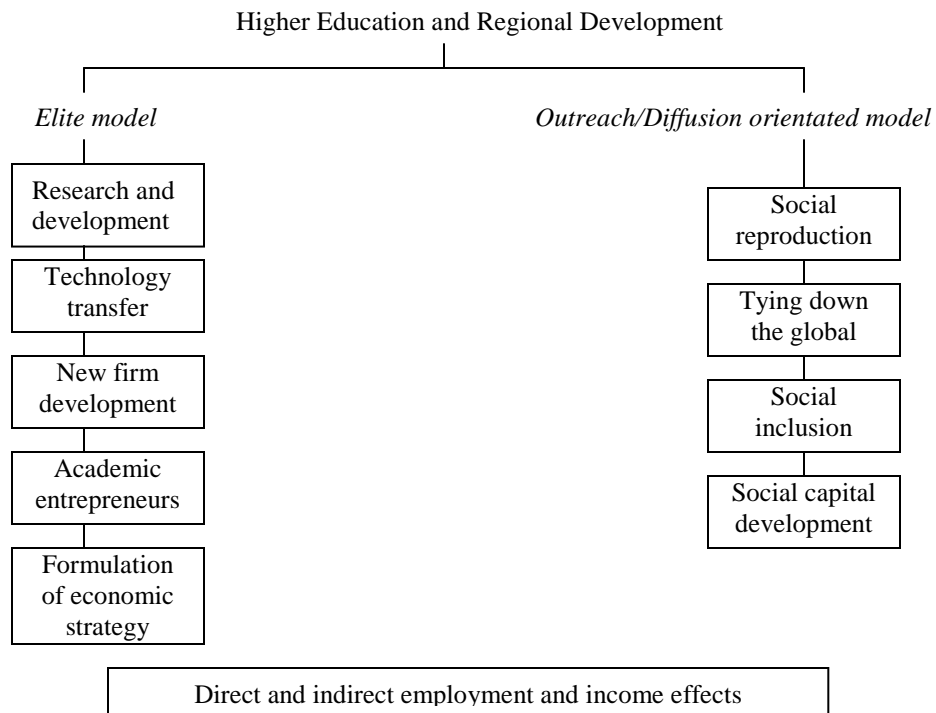 Higher Education and Regional Development
Elite model
Outreach/Diffusion orientated model
Research and
development
Technology
transfer
New firm
development
Academic
entrepreneurs
Formulation
of economic
strategy
Social
reproduction
Tying down
the global
Social
inclusion
Social capital
development
Direct and indirect employment and income effects